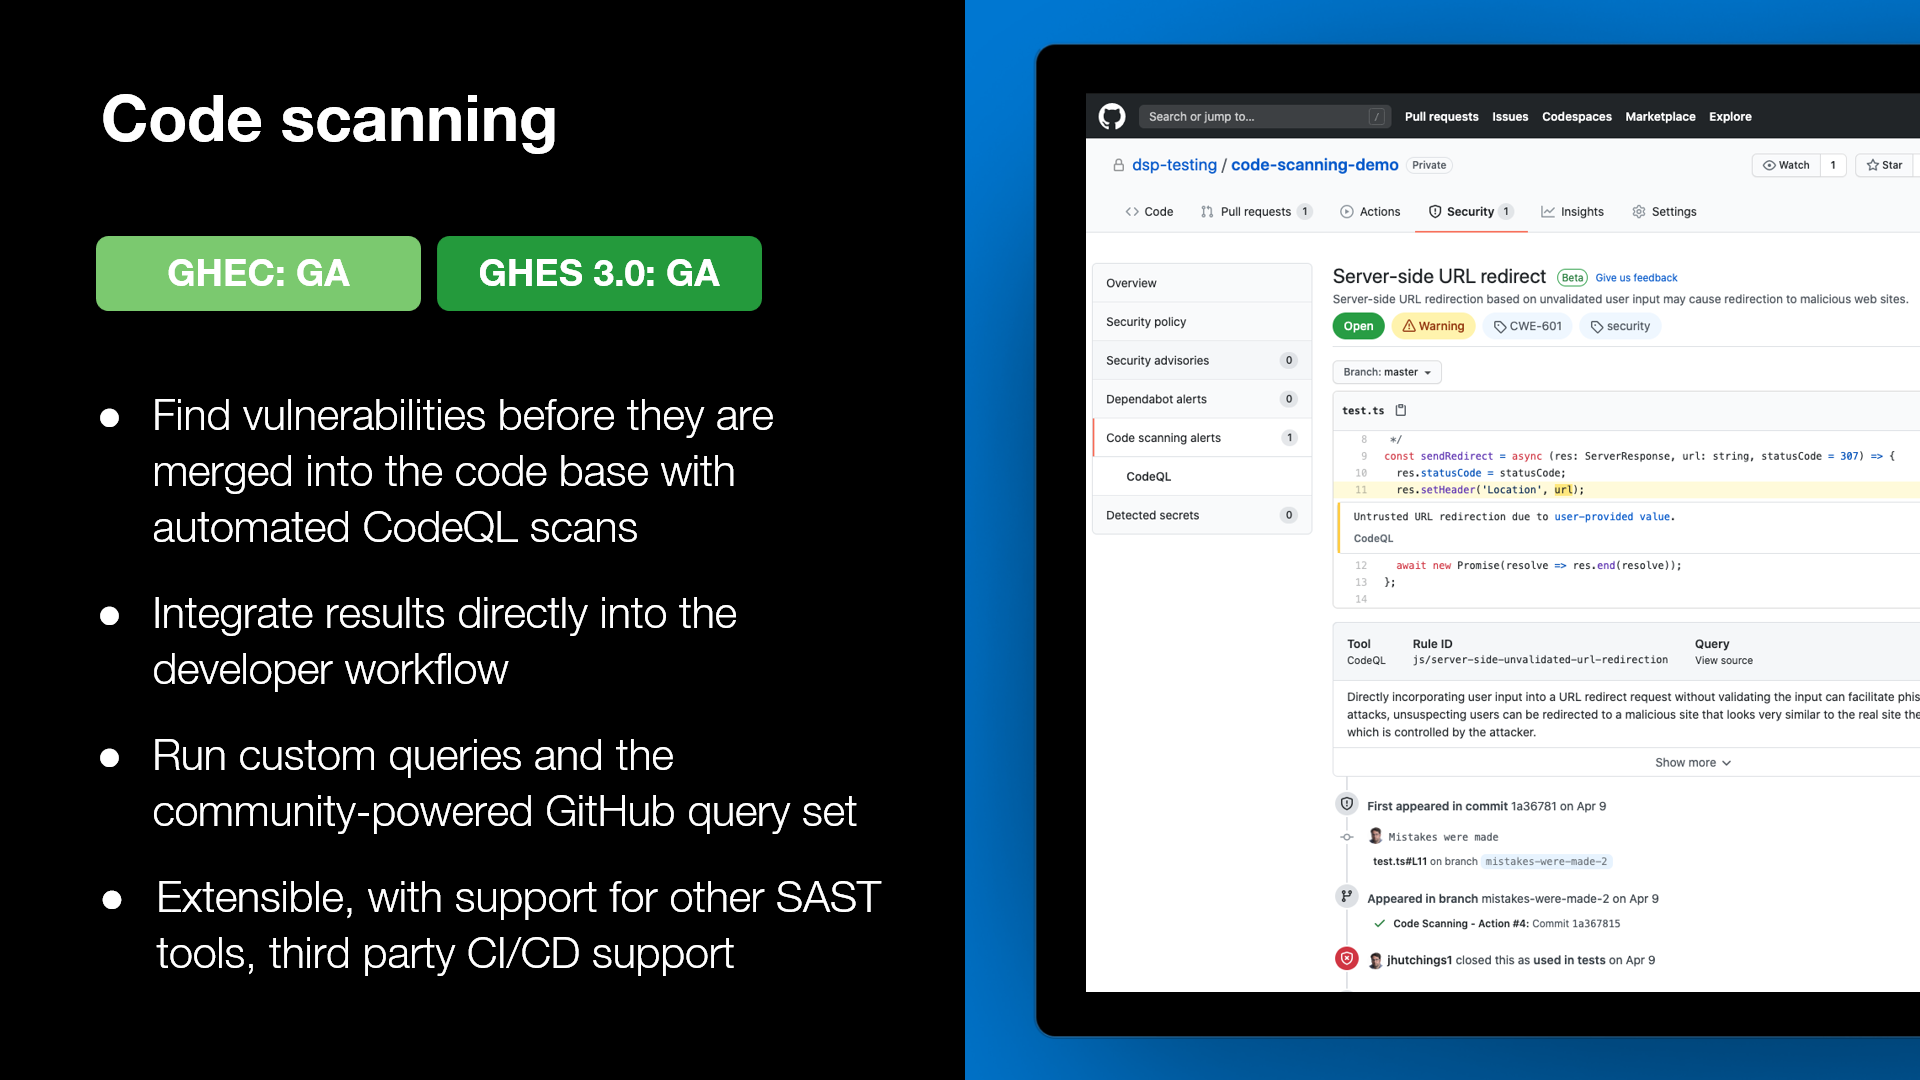 Code scanning
GHEC: GA
GHES 3.0: GA
● Find vulnerabilities before they are
merged into the code base with
automated CodeQL scans
● Integrate results directly into the
developer workflow
● Run custom queries and the
community-powered GitHub query set
● Extensible, with support for other SAST
tools, third party CI/CD support
Search or jump to... /
Pull requests Issues Codespaces Marketplace Explore
dsp-testing / code-scanning-demo Private
Watch 1 Star
Code Pull requests 1 Actions Security 1 Insights Settings
Overview
Security policy
Security advisories 0
Dependabot alerts 0
Code scanning alerts 1
CodeQL
Detected secrets 0
Server-side URL redirect Beta Give us feedback
Server-side URL redirection based on unvalidated user input may cause redirection to malicious web sites.
Open Warning CWE-601 security
Branch: master
test.ts
8 */
9 const sendRedirect = async (res: ServerResponse, url: string, statusCode = 307) => {
10 res.statusCode = statusCode;
11 res.setHeader('Location', url);
Untrusted URL redirection due to user-provided value.
CodeQL
12 await new Promise(resolve => res.end(resolve));
13 };
14
Tool Rule ID Query
CodeQL js/server-side-unvalidated-url-redirection View source
Directly incorporating user input into a URL redirect request without validating the input can facilitate phis
attacks, unsuspecting users can be redirected to a malicious site that looks very similar to the real site the
which is controlled by the attacker.
Show more
First appeared in commit 1a36781 on Apr 9
Mistakes were made
test.ts#L11 on branch mistakes-were-made-2
Appeared in branch mistakes-were-made-2 on Apr 9
Code Scanning - Action #4: Commit 1a367815
jhutchings1 closed this as used in tests on Apr 9